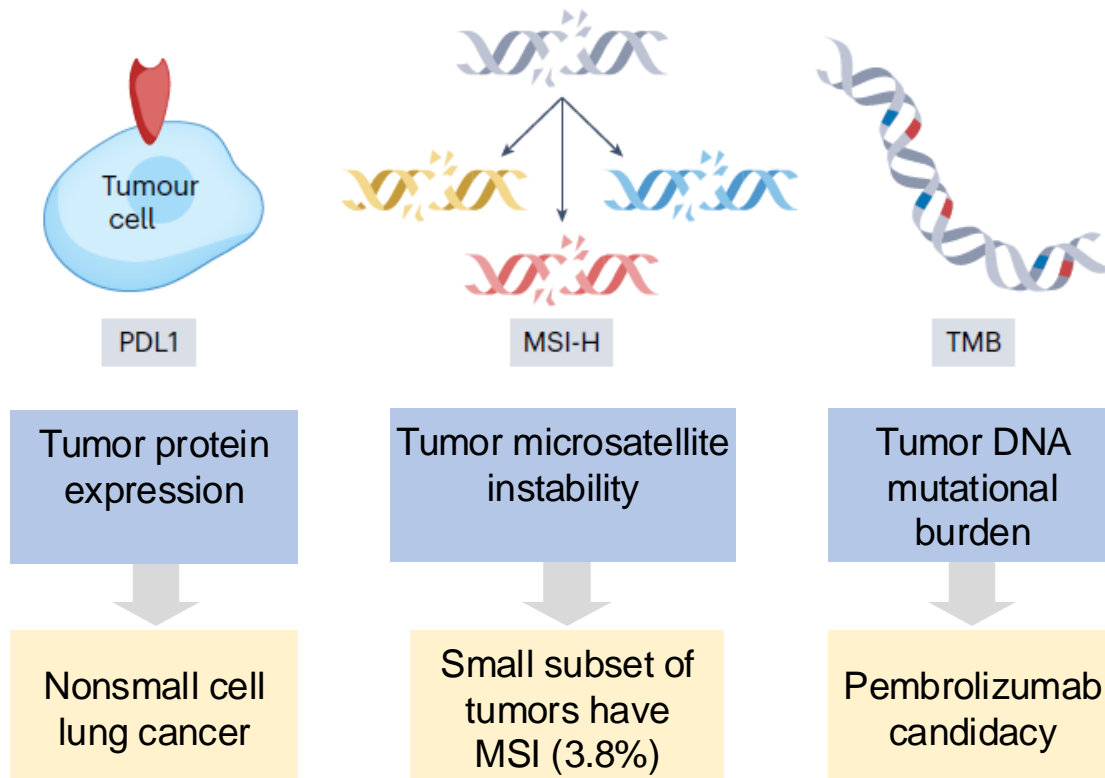 Tumour
cell
PDL1
MSI-H
TMB
Tumor protein
expression
Tumor microsatellite
instability
Tumor DNA
mutational
burden
Nonsmall cell
lung cancer
Small subset of
tumors have
MSI (3.8%)
Pembrolizumab
candidacy